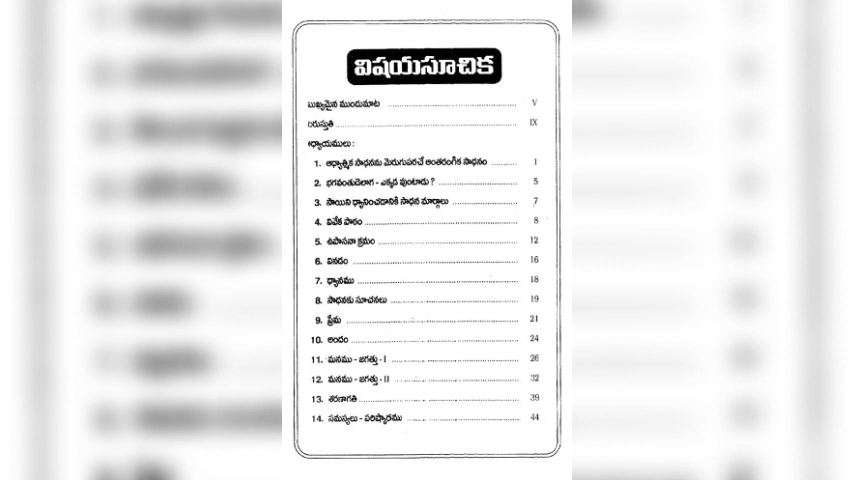 విషయసూచిక
ముఖ్యమైన ముందుమాట ........ V
గురుస్తుతి ........ IX
అధ్యాయములు :
1. ఆధ్యాత్మిక సాధనను మెరుగుపరచే అంతరంగిక సాధనం ........ 1
2. భగవంతుడెలాగ - ఎక్కడ వుంటాడు ? ........ 5
3. సాయిని ధ్యానించడానికి సాధన మార్గాలు ........ 7
4. వివేక పాఠం ........ 8
5. ఉపాసనా క్రమం ........ 12
6. వినడం ........ 16
7. ధ్యానము ........ 18
8. సాధనకు సూచనలు ........ 19
9. ప్రేమ ........ 21
10. అందం ........ 24
11. మనము - జగత్తు - I ........ 26
12. మనము - జగత్తు - II ........ 32
13. శరణాగతి ........ 39
14. సమస్యలు - పరిష్కారము ........ 44